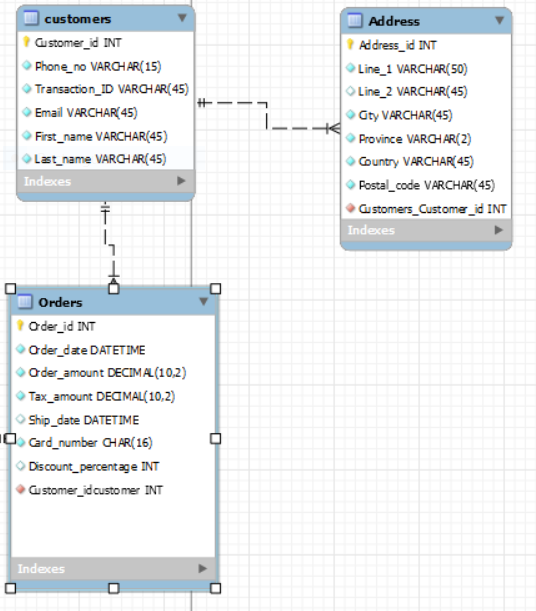 customers
Customer_id INT
Phone_no VARCHAR(15)
Transaction_ID VARCHAR(45)
Email VARCHAR(45)
First_name VARCHAR(45)
Last_name VARCHAR(45)
Indexes
Address
Address_id INT
Line_1 VARCHAR(50)
Line_2 VARCHAR(45)
City VARCHAR(45)
Province VARCHAR(2)
Country VARCHAR(45)
Postal_code VARCHAR(45)
Customers_Customer_id INT
Indexes
Orders
Order_id INT
Order_date DATETIME
Order_amount DECIMAL(10,2)
Tax_amount DECIMAL(10,2)
Ship_date DATETIME
Card_number CHAR(16)
Discount_percentage INT
Customer_idcustomer INT
Indexes